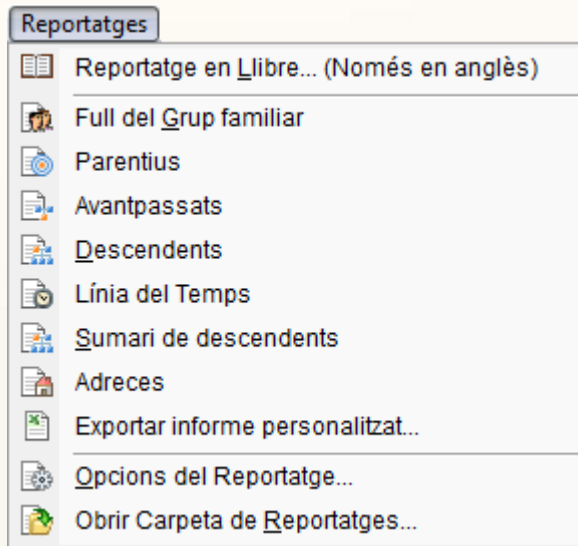 Reportatges
Reportatge en Llibre... (Només en anglès)
Full del Grup familiar
Parentius
Avantpassats
Descendents
Línia del Temps
Sumari de descendents
Adreces
Exportar informe personalitzat...
Opcions del Reportatge...
Obrir Carpeta de Reportatges...